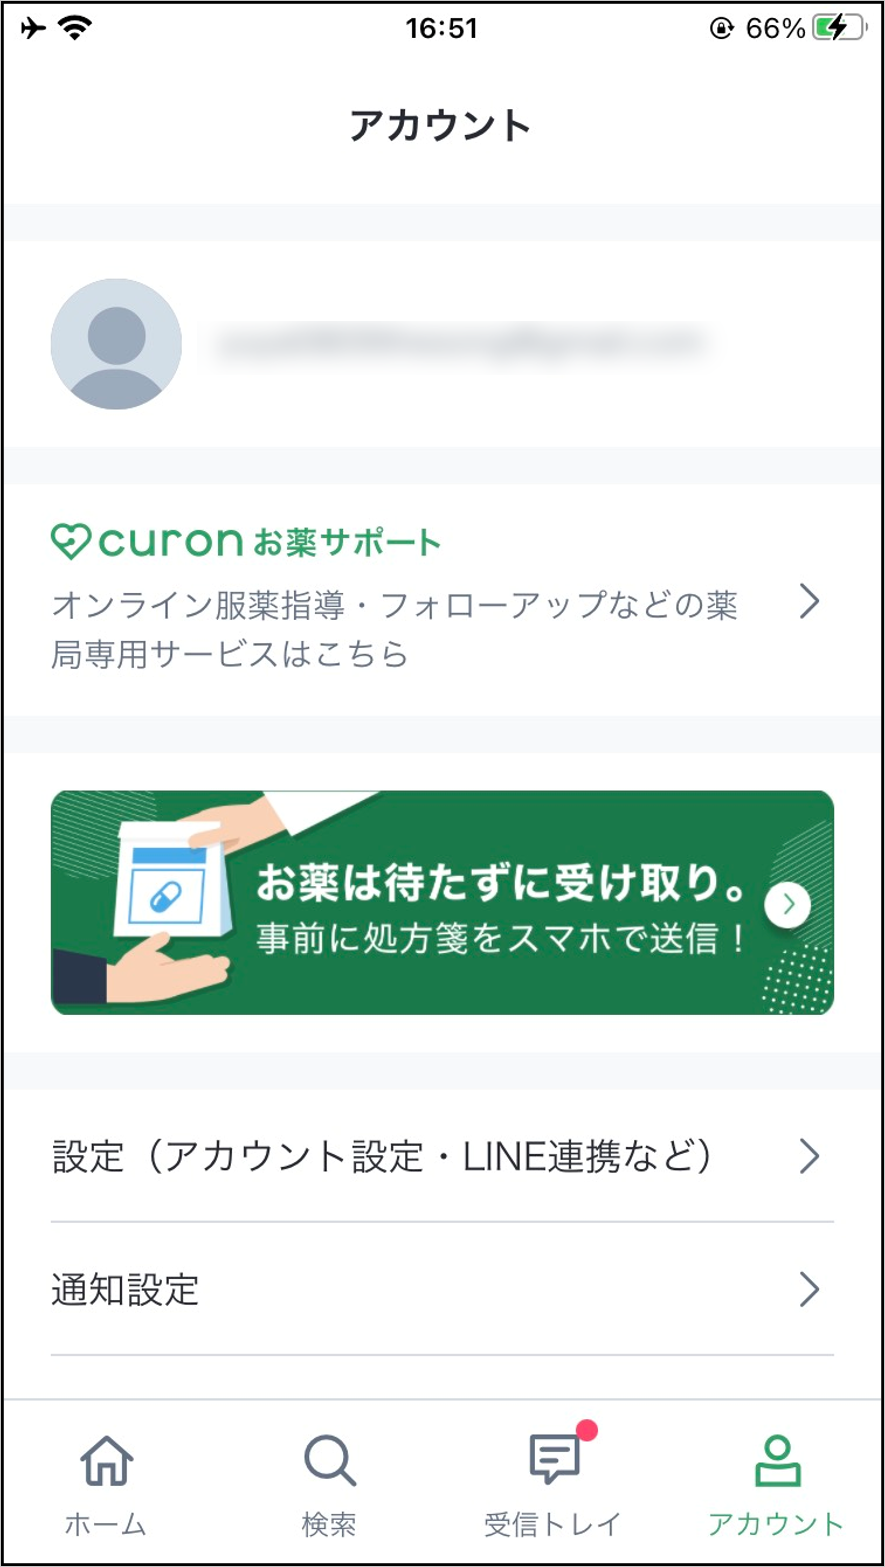 16:51
66%
アカウント
curon お薬サポート
オンライン服薬指導・フォローアップなどの薬
局専用サービスはこちら
お薬は待たずに受け取り。
事前に処方箋をスマホで送信！
設定（アカウント設定・LINE連携など）
通知設定
ホーム
検索
受信トレイ
アカウント